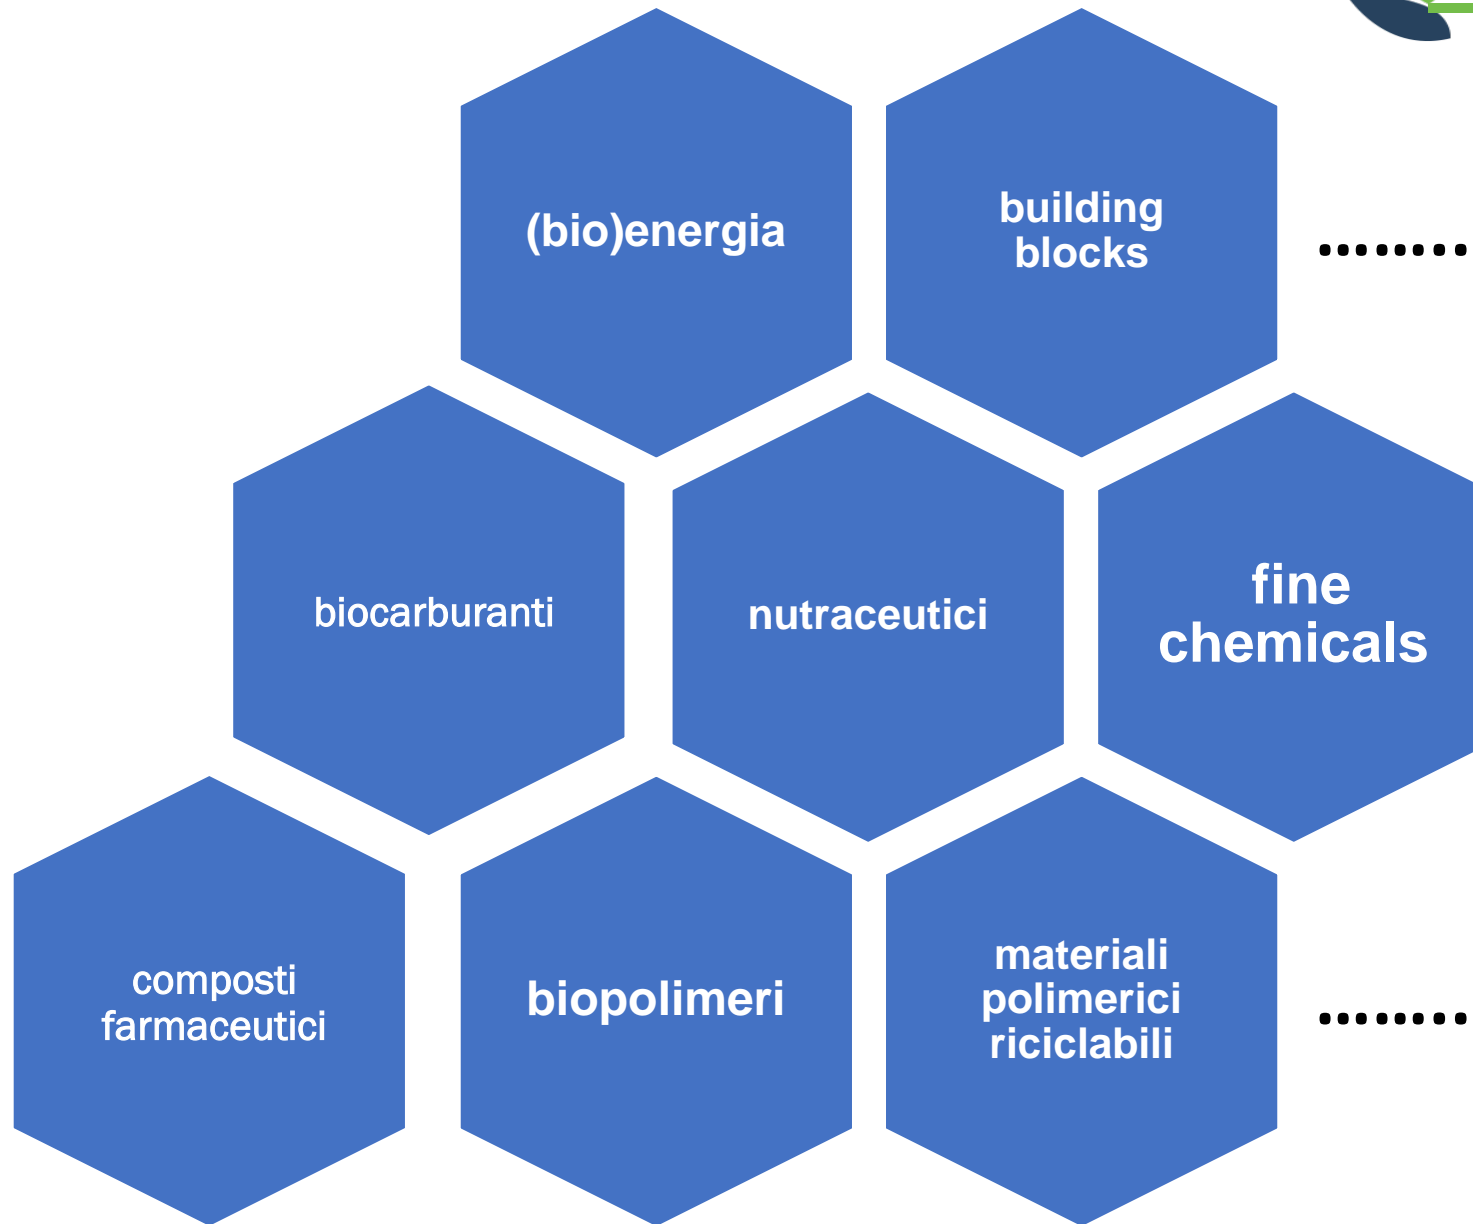 (bio)energia
building
blocks
........
biocarburanti
nutraceutici
fine
chemicals
composti
farmaceutici
biopolimeri
materiali
polimerici
riciclabili
........